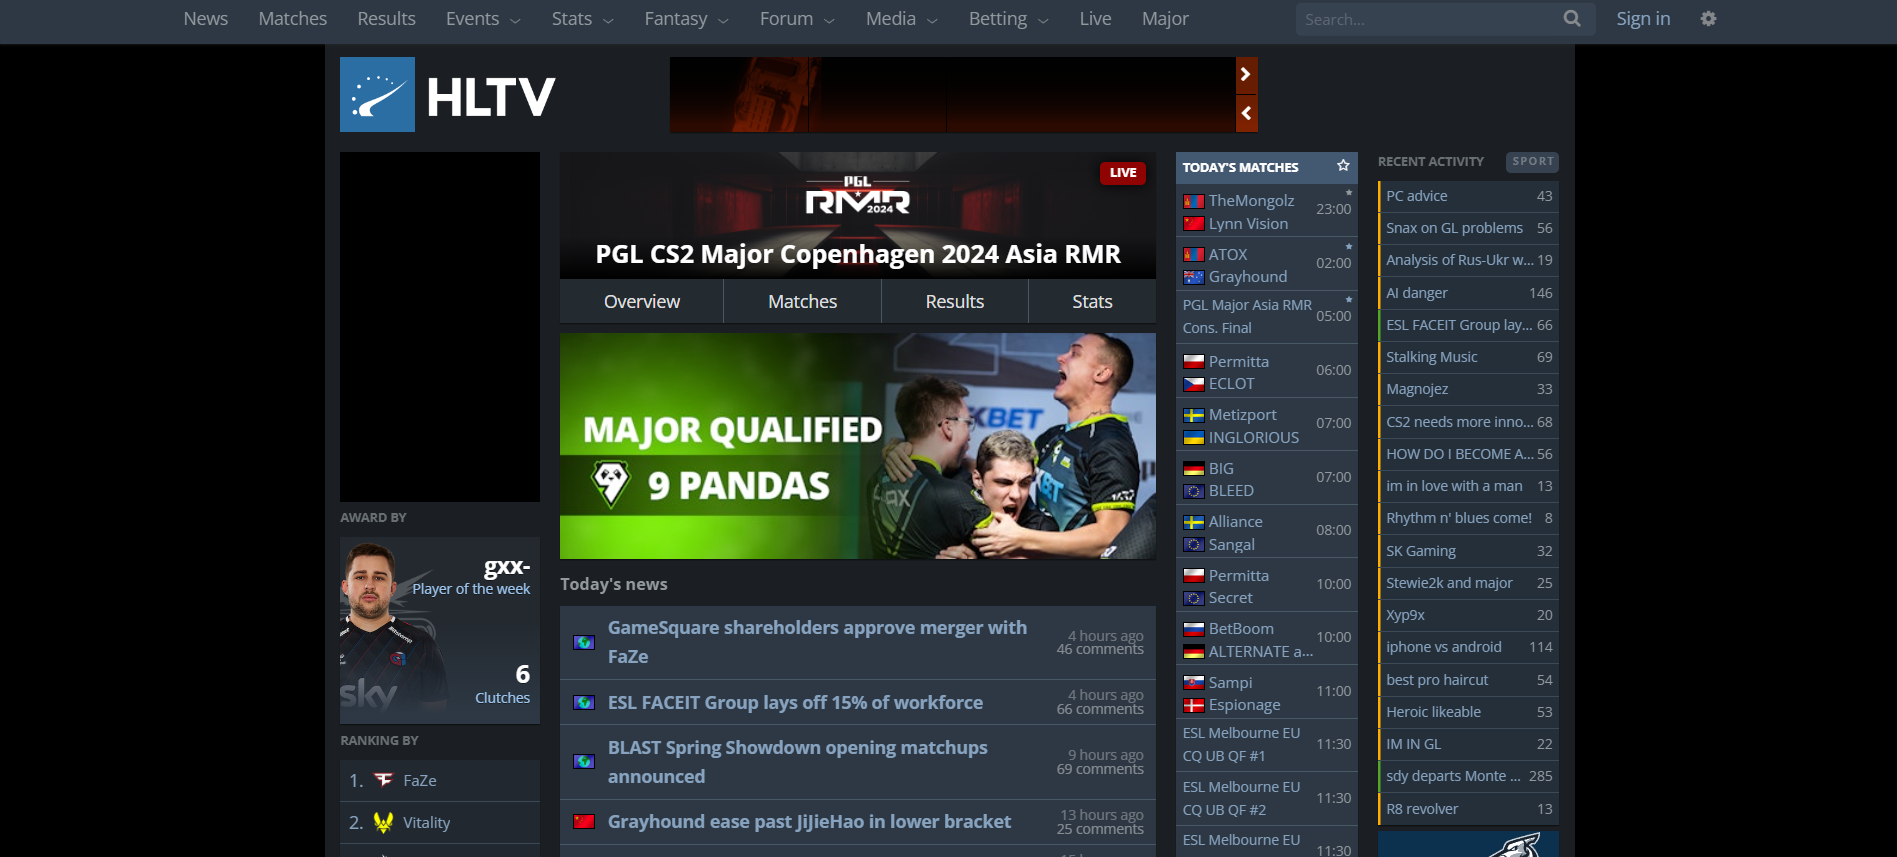 News Matches Results Events Stats Fantasy Forum Media Betting Live Major Search... Sign in
HLTV
LIVE
PGL
RMR
2024
PGL CS2 Major Copenhagen 2024 Asia RMR
Overview Matches Results Stats
KBET
MAJOR QUALIFIED
9 PANDAS
AWARD BY
gxx-
Player of the week
sky
6
Clutches
RANKING BY
1. FaZe
2. Vitality
Today's news
GameSquare shareholders approve merger with
FaZe
4 hours ago
46 comments
ESL FACEIT Group lays off 15% of workforce
4 hours ago
66 comments
BLAST Spring Showdown opening matchups
announced
9 hours ago
69 comments
Grayhound ease past JiJieHao in lower bracket
13 hours ago
25 comments
TODAY'S MATCHES
TheMongolz
Lynn Vision
23:00
ATOX
Grayhound
02:00
PGL Major Asia RMR
Cons. Final
05:00
Permitta
ECLOT
06:00
Metizport
INGLORIOUS
07:00
BIG
BLEED
07:00
Alliance
Sangal
08:00
Permitta
Secret
10:00
BetBoom
ALTERNATE a...
10:00
Sampi
Espionage
11:00
ESL Melbourne EU
CQ UB QF #1
11:30
ESL Melbourne EU
CQ UB QF #2
11:30
ESL Melbourne EU
11:30
RECENT ACTIVITY SPORT
PC advice 43
Snax on GL problems 56
Analysis of Rus-Ukr w... 19
AI danger 146
ESL FACEIT Group lay... 66
Stalking Music 69
Magnojez 33
CS2 needs more inno... 68
HOW DO I BECOME A... 56
im in love with a man 13
Rhythm n' blues come! 8
SK Gaming 32
Stewie2k and major 25
Xyp9x 20
iphone vs android 114
best pro haircut 54
Heroic likeable 53
IM IN GL 22
sdy departs Monte ... 285
R8 revolver 13